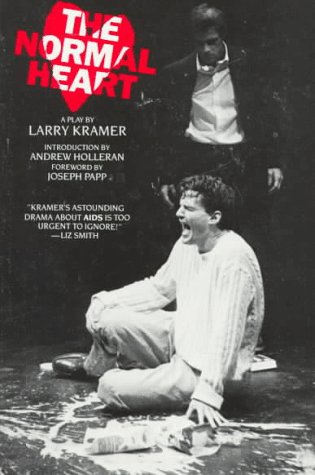 THE
NORMAL
HEART
A PLAY BY
LARRY KRAMER
INTRODUCTION BY
ANDREW HOLLERAN
FOREWORD BY
JOSEPH PAPP
"KRAMER'S ASTOUNDING
DRAMA ABOUT AIDS IS TOO
URGENT TO IGNORE!"
—LIZ SMITH